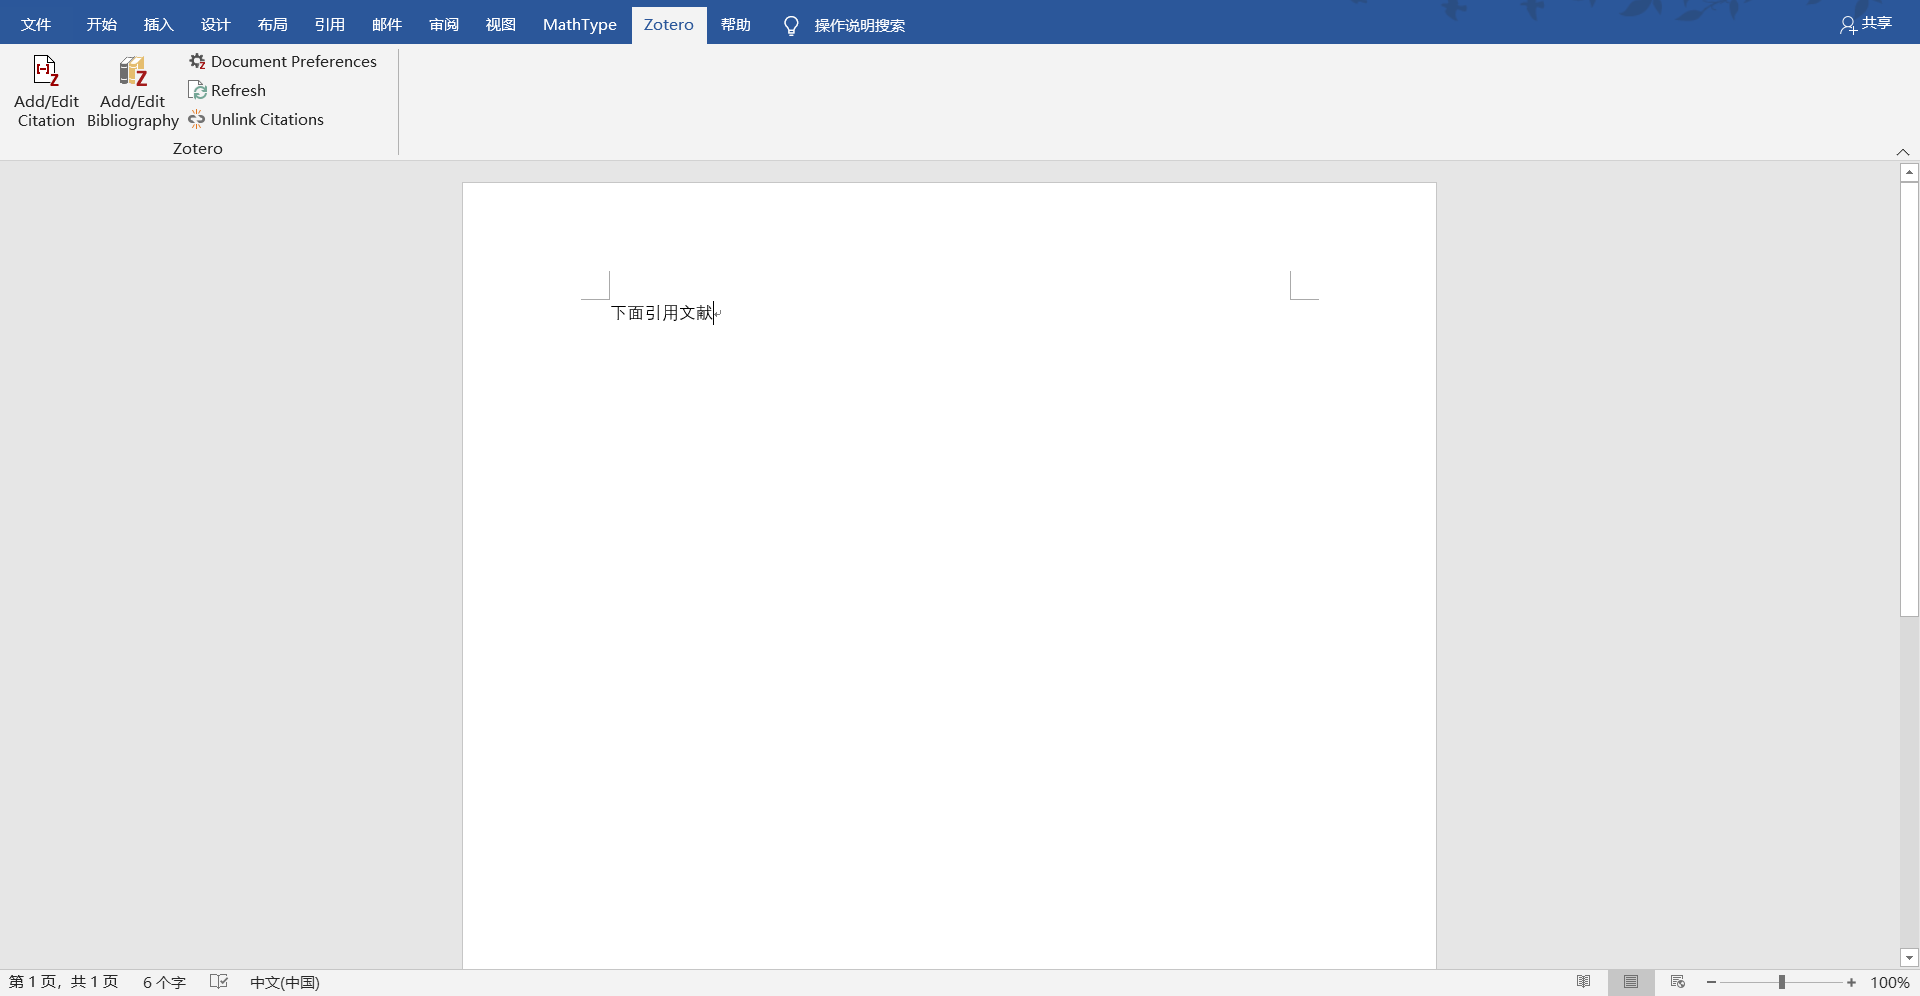 文件 开始 插入 设计 布局 引用 邮件 审阅 视图 MathType Zotero 帮助 操作说明搜索 共享
Add/Edit Citation
Add/Edit Bibliography
Document Preferences
Refresh
Unlink Citations
Zotero
下面引用文献
第 1 页，共 1 页 6 个字 中文(中国) 100%